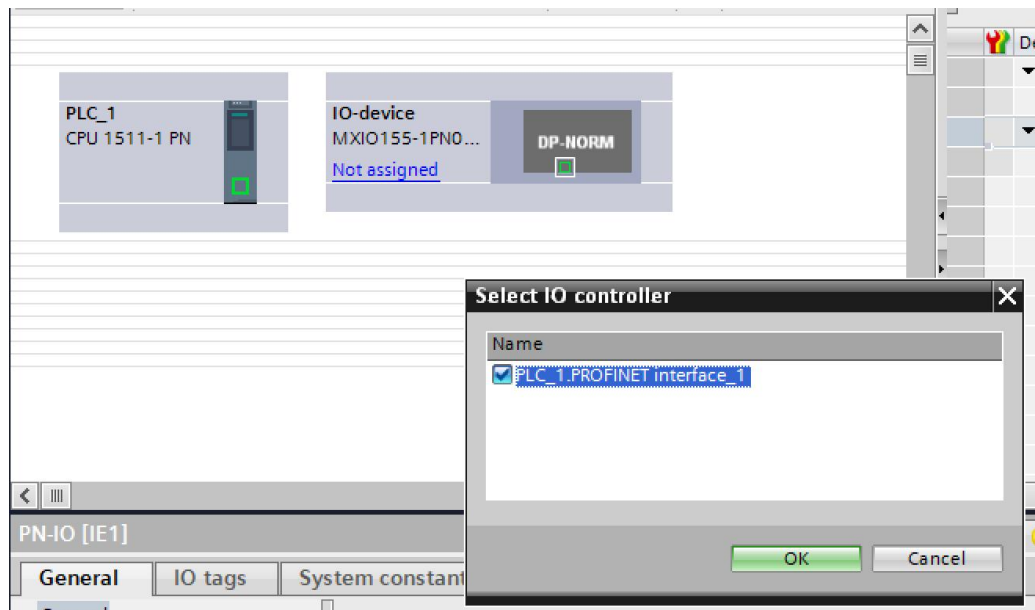 De
PLC_1
CPU 1511-1 PN
IO-device
MXIO155-1PN0...
Not assigned
DP-NORM
Select IO controller
Name
PLC_1.PROFINET interface_1
OK
Cancel
PN-IO [IE1]
General
IO tags
System constant